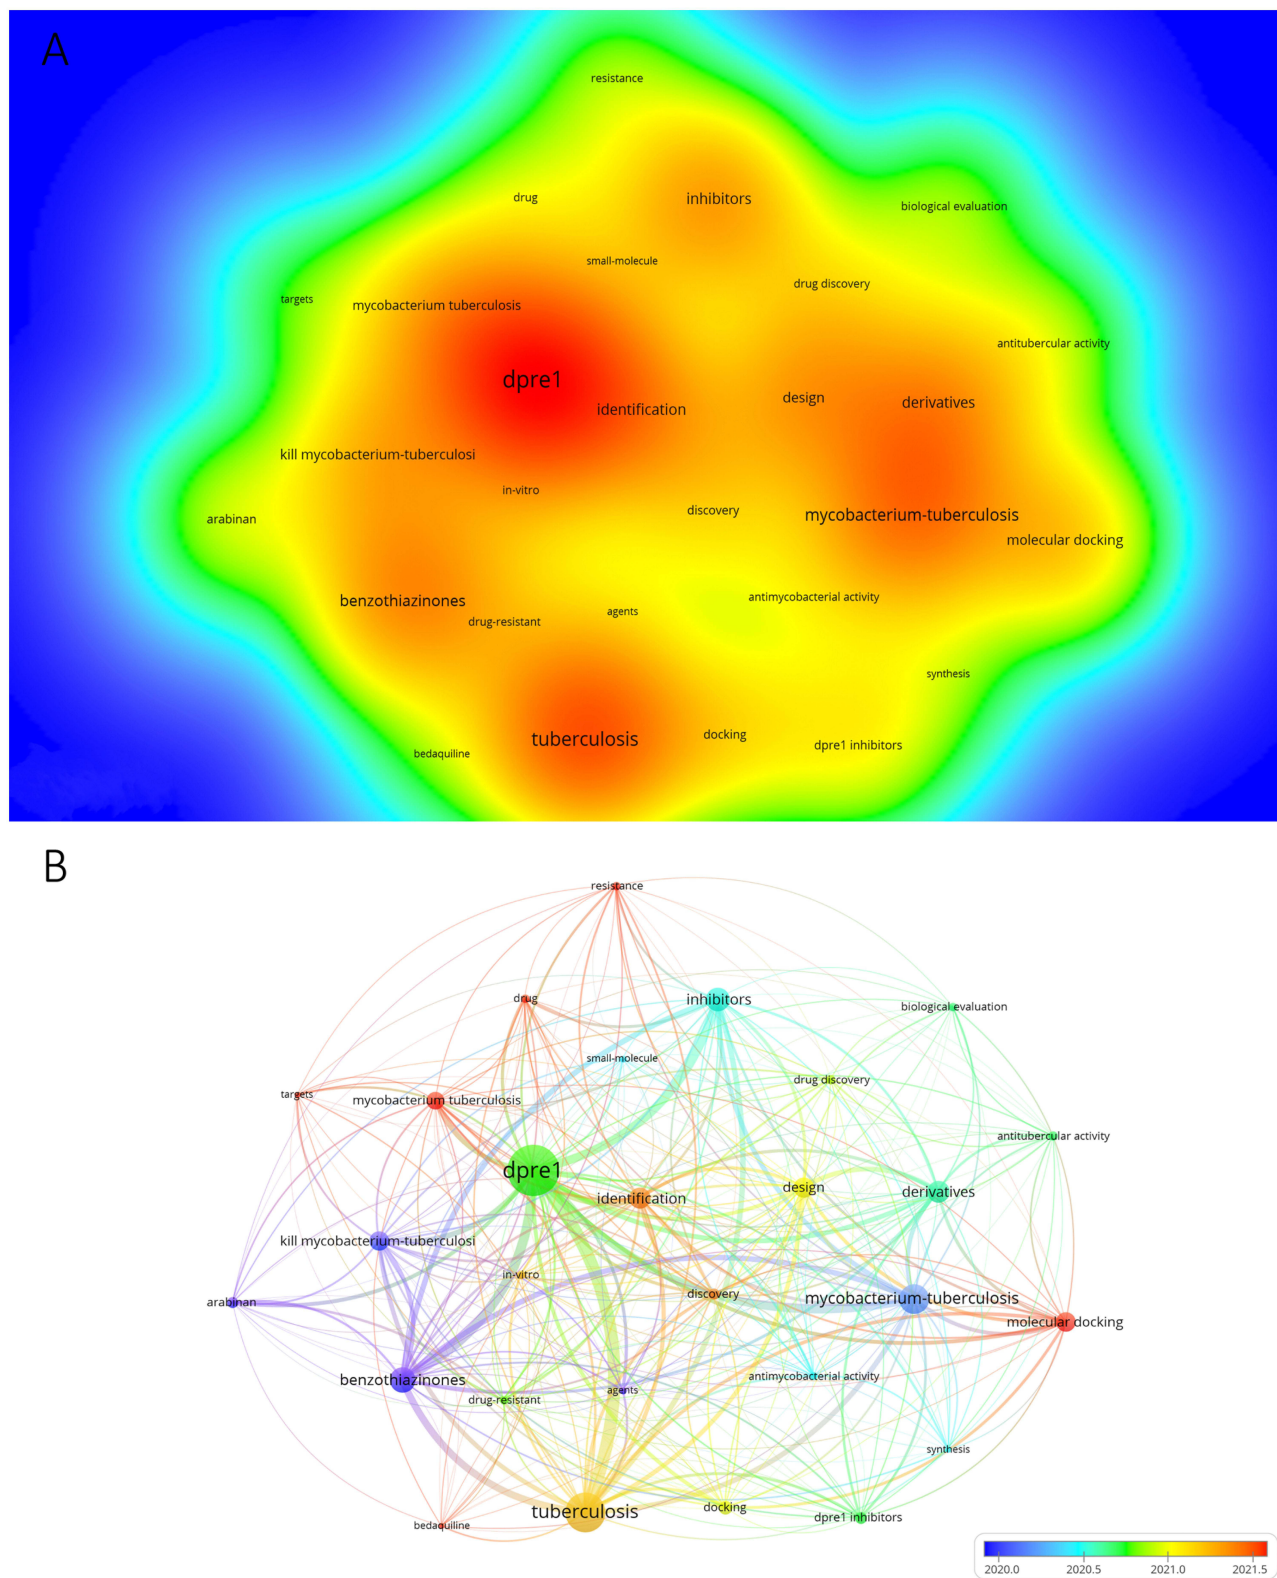 A
resistance
drug
inhibitors
biological evaluation
small-molecule
drug discovery
targets
mycobacterium tuberculosis
antitubercular activity
dpre1
identification
design
derivatives
kill mycobacterium-tuberculosi
in-vitro
discovery
mycobacterium-tuberculosis
arabinan
molecular docking
benzothiazinones
antimycobacterial activity
drug-resistant
agents
synthesis
tuberculosis
docking
dpre1 inhibitors
bedaquiline
B
resistance
drug
inhibitors
biological evaluation
small-molecule
drug discovery
targets
mycobacterium tuberculosis
antitubercular activity
dpre1
identification
design
derivatives
kill mycobacterium-tuberculosi
in-vitro
discovery
mycobacterium-tuberculosis
arabinan
molecular docking
benzothiazinones
antimycobacterial activity
drug-resistant
agents
synthesis
tuberculosis
docking
dpre1 inhibitors
bedaquiline
2020.0 2020.5 2021.0 2021.5